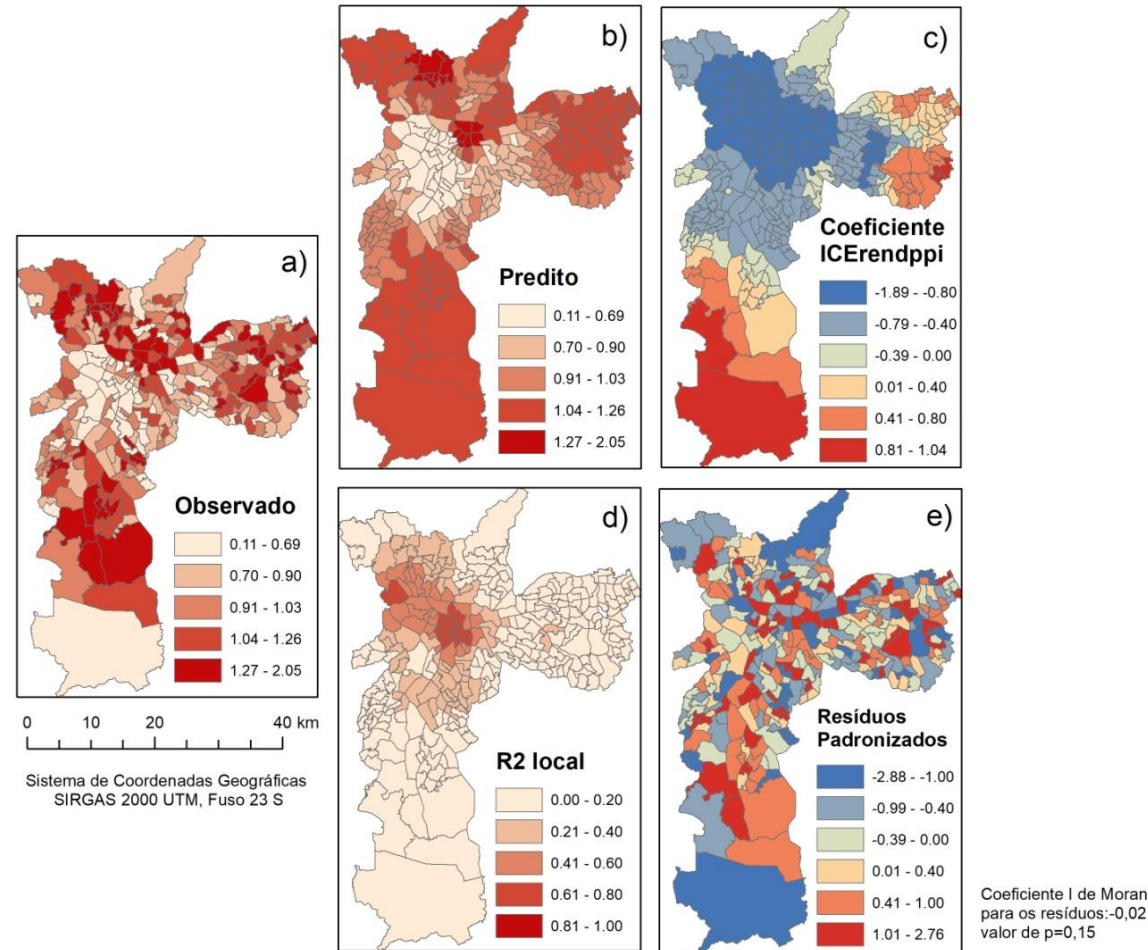 a)
Observado
0.11 - 0.69
0.70 - 0.90
0.91 - 1.03
1.04 - 1.26
1.27 - 2.05
0 10 20 40 km
Sistema de Coordenadas Geográficas
SIRGAS 2000 UTM, Fuso 23 S
b)
Predito
0.11 - 0.69
0.70 - 0.90
0.91 - 1.03
1.04 - 1.26
1.27 - 2.05
c)
Coeficiente
ICErendppi
-1.89 - -0.80
-0.79 - -0.40
-0.39 - 0.00
0.01 - 0.40
0.41 - 0.80
0.81 - 1.04
d)
R2 local
0.00 - 0.20
0.21 - 0.40
0.41 - 0.60
0.61 - 0.80
0.81 - 1.00
e)
Resíduos
Padronizados
-2.88 - -1.00
-0.99 - -0.40
-0.39 - 0.00
0.01 - 0.40
0.41 - 1.00
1.01 - 2.76
Coeficiente I de Moran
para os resíduos:-0,02
valor de p=0,15